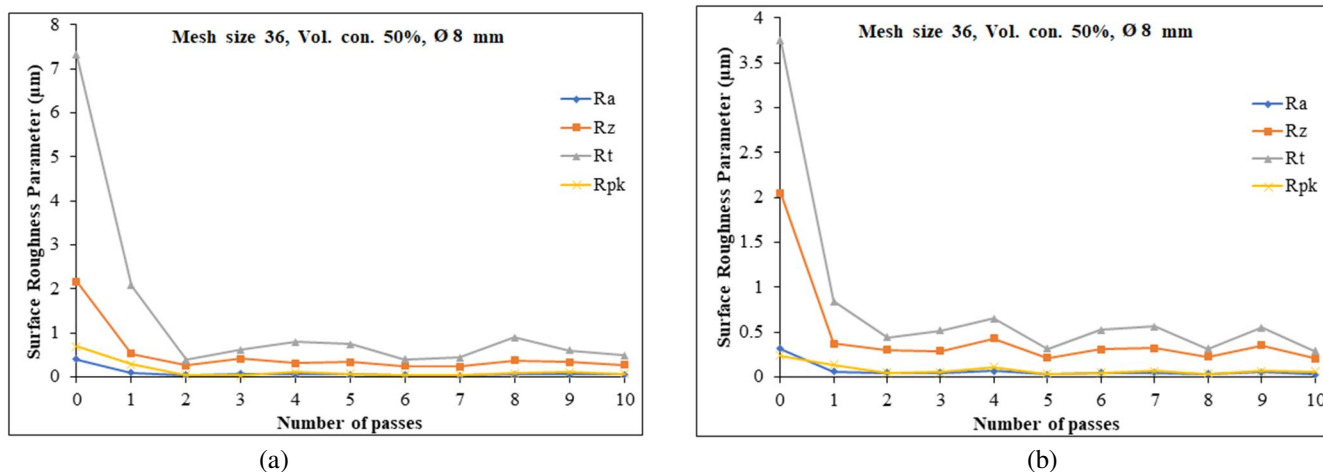 Mesh size 36, Vol. con. 50%, Ø 8 mm
Surface Roughness Parameter (µm)
8
7
6
5
4
3
2
1
0
Ra
Rz
Rt
Rpk
0 1 2 3 4 5 6 7 8 9 10
Number of passes
(a)
Mesh size 36, Vol. con. 50%, Ø 8 mm
Surface Roughness Parameter (µm)
4
3.5
3
2.5
2
1.5
1
0.5
0
Ra
Rz
Rt
Rpk
0 1 2 3 4 5 6 7 8 9 10
Number of passes
(b)